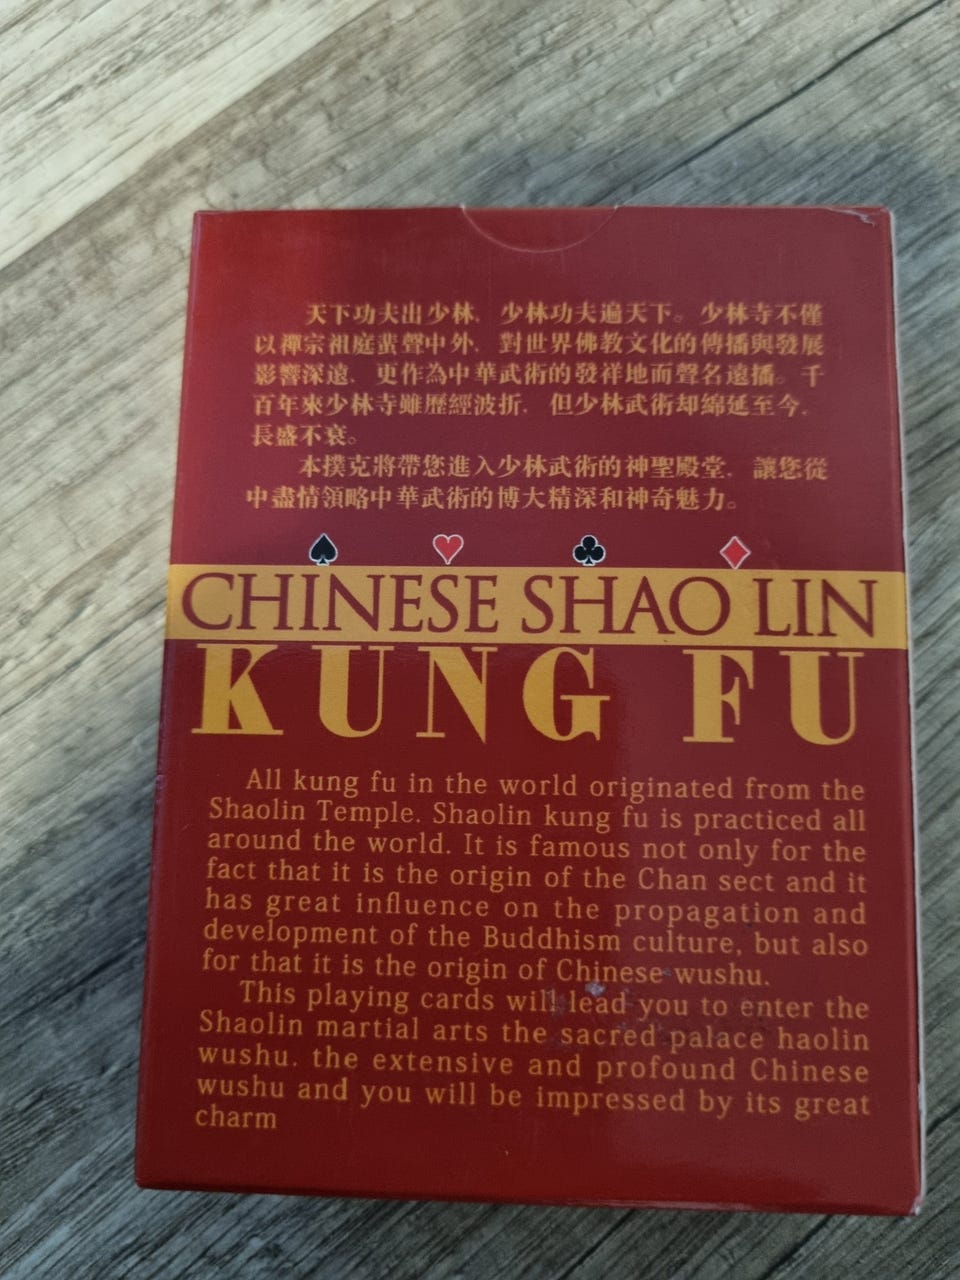 天下功夫出少林，少林功夫遍天下。少林寺不僅
以禪宗祖庭蜚聲中外，對世界佛教文化的傳播與發展
影響深遠，更作為中華武術的發祥地而聲名遠播。千
百年來少林寺雖歷經波折，但少林武術却綿延至今，
長盛不衰。
本撲克將帶您進入少林武術的神聖殿堂，讓您從
中盡情領略中華武術的博大精深和神奇魅力。
CHINESE SHAO LIN
KUNG FU
All kung fu in the world originated from the
Shaolin Temple. Shaolin kung fu is practiced all
around the world. It is famous not only for the
fact that it is the origin of the Chan sect and it
has great influence on the propagation and
development of the Buddhism culture, but also
for that it is the origin of Chinese wushu.
This playing cards will lead you to enter the
Shaolin martial arts the sacred palace haolin
wushu. the extensive and profound Chinese
wushu and you will be impressed by its great
charm